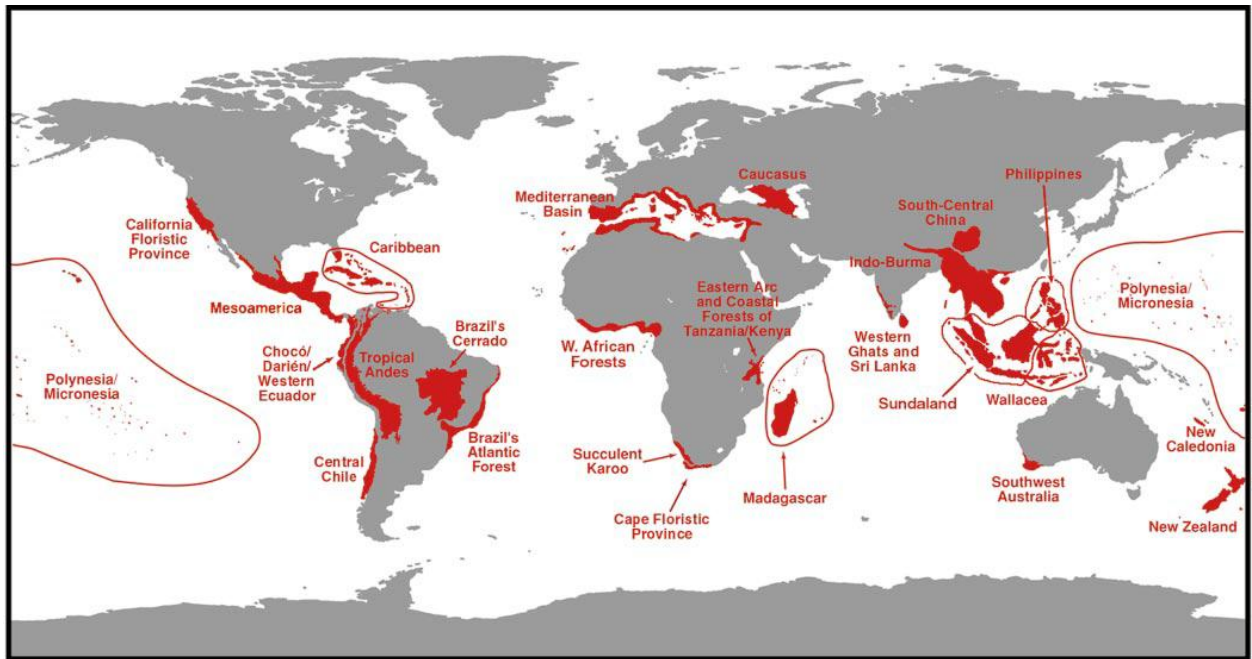 California
Floristic
Province
Mesoamerica
Caribbean
Polynesia/
Micronesia
Chocó/
Darién/
Western
Ecuador
Tropical
Andes
Brazil's
Cerrado
Brazil's
Atlantic
Forest
Central
Chile
Mediterranean
Basin
Caucasus
W. African
Forests
Eastern Arc
and Coastal
Forests of
Tanzania/Kenya
Succulent
Karoo
Cape Floristic
Province
Madagascar
South-Central
China
Indo-Burma
Western
Ghats and
Sri Lanka
Philippines
Sundaland
Wallacea
Polynesia/
Micronesia
Southwest
Australia
New
Caledonia
New Zealand